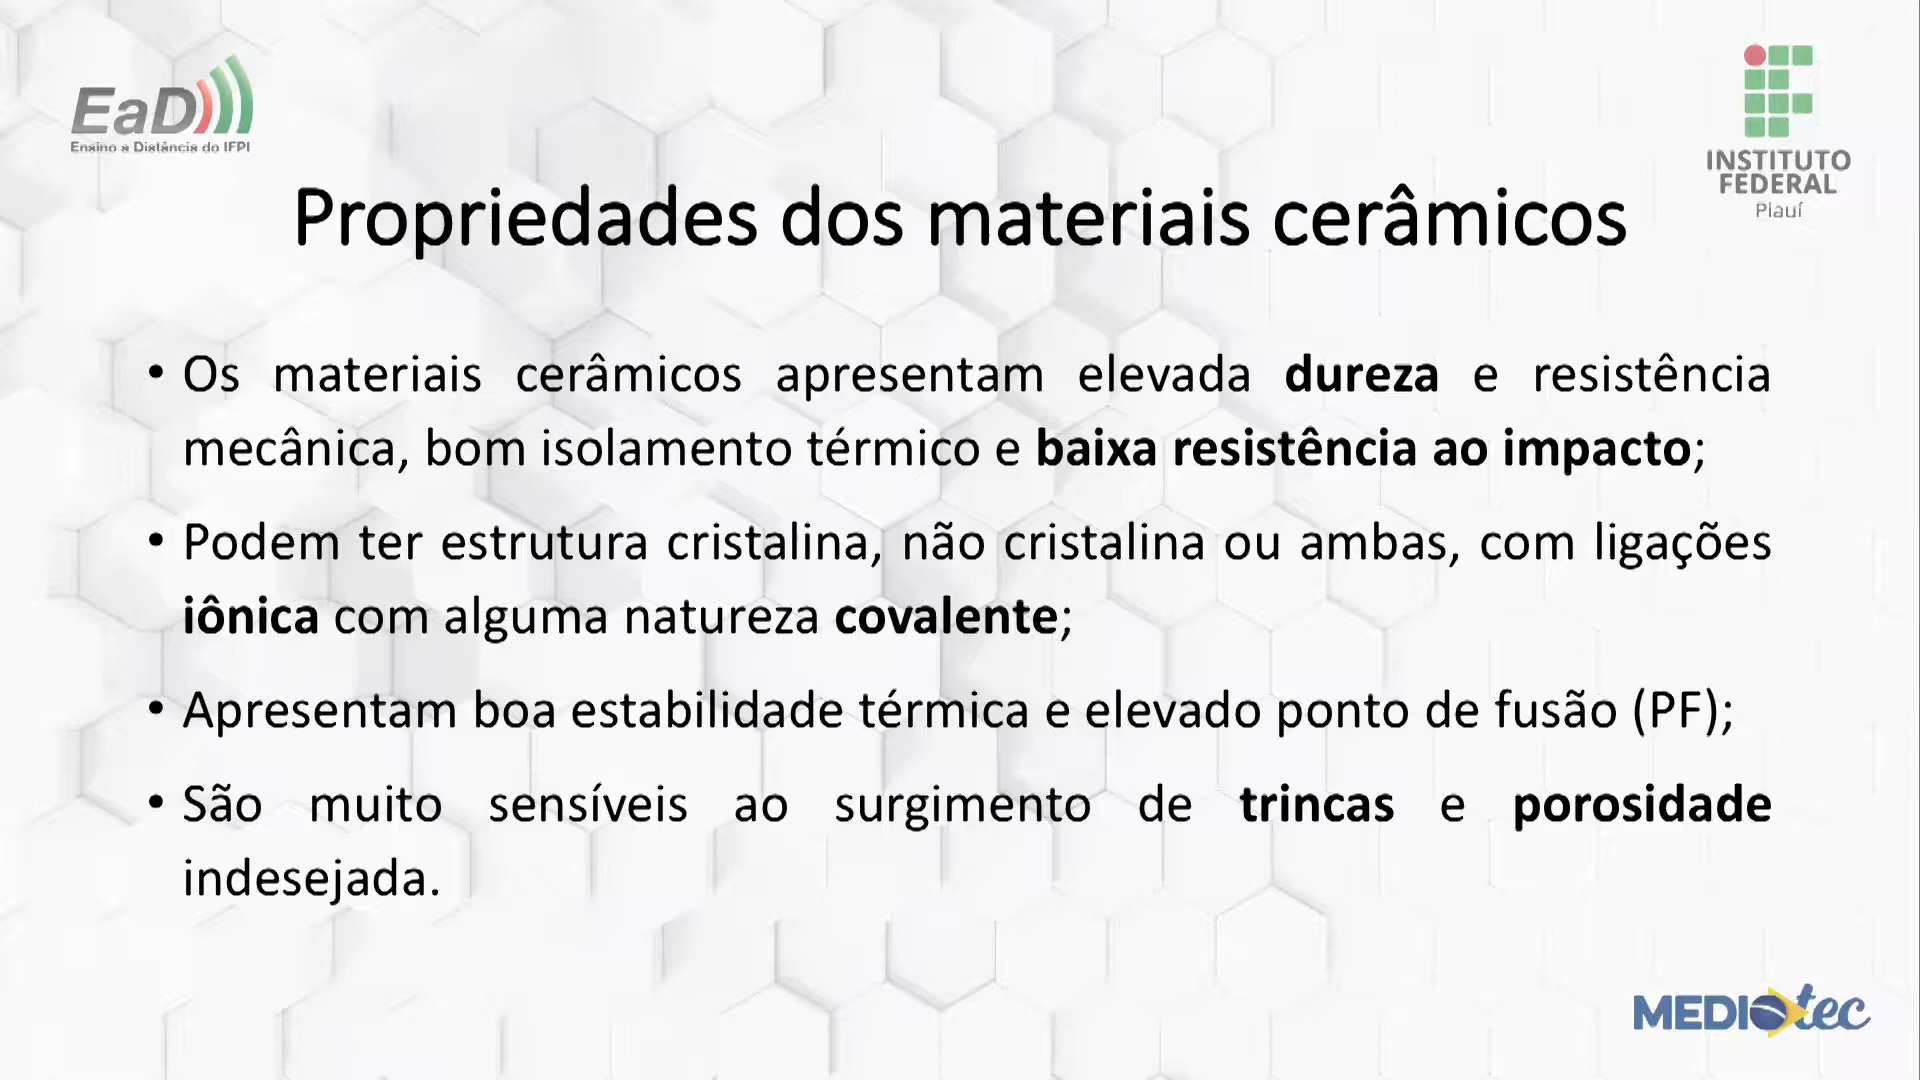 EaD
Ensino a Distância do IFPI
INSTITUTO
FEDERAL
Piauí
Propriedades dos materiais cerâmicos
• Os materiais cerâmicos apresentam elevada dureza e resistência
mecânica, bom isolamento térmico e baixa resistência ao impacto;
• Podem ter estrutura cristalina, não cristalina ou ambas, com ligações
iônica com alguma natureza covalente;
• Apresentam boa estabilidade térmica e elevado ponto de fusão (PF);
• São muito sensíveis ao surgimento de trincas e porosidade
indesejada.
MEDIOtec